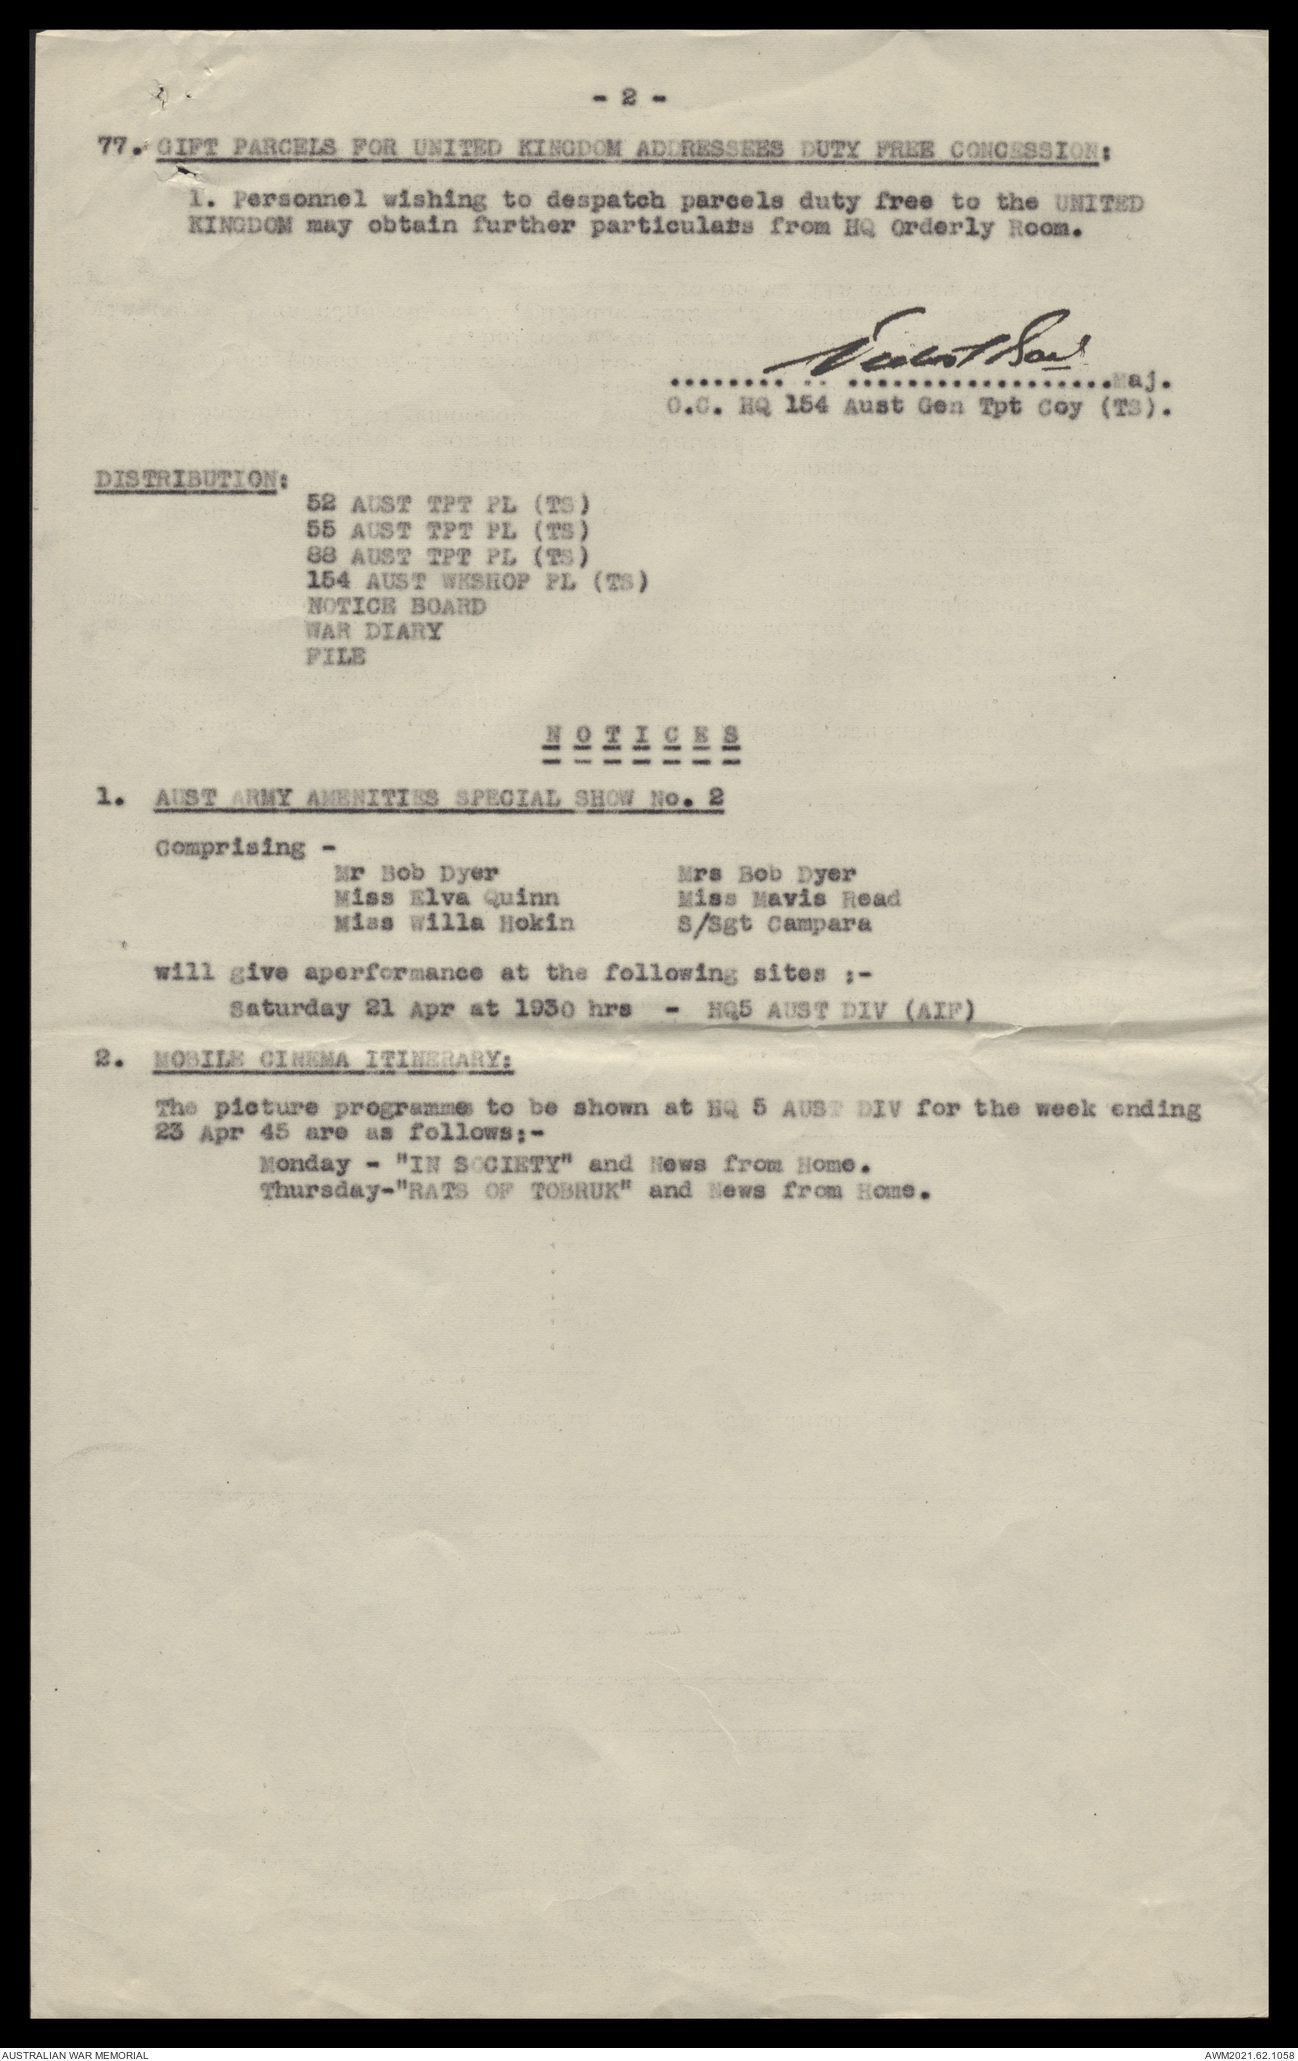 - 2 -
77. GIFT PARCELS FOR UNITED KINGDOM ADDRESSEES DUTY FREE CONCESSION:
1. Personnel wishing to despatch parcels duty free to the UNITED
KINGDOM may obtain further particulars from HQ Orderly Room.
.......... ...................Maj.
O.C. HQ 154 Aust Gen Tpt Coy (TS).
DISTRIBUTION:
52 AUST TPT PL (TS)
55 AUST TPT PL (TS)
88 AUST TPT PL (TS)
154 AUST WKSHOP PL (TS)
NOTICE BOARD
WAR DIARY
FILE
N O T I C E S
1. AUST ARMY AMENITIES SPECIAL SHOW No. 2
Comprising -
Mr Bob Dyer Mrs Bob Dyer
Miss Elva Quinn Miss Mavis Read
Miss Willa Hokin S/Sgt Campara
will give aperformance at the following sites :-
Saturday 21 Apr at 1930 hrs - HQ5 AUST DIV (AIF)
2. MOBILE CINEMA ITINERARY:
The picture programme to be shown at HQ 5 AUST DIV for the week ending
23 Apr 45 are as follows:-
Monday - "IN SOCIETY" and News from Home.
Thursday-"RATS OF TOBRUK" and News from Home.
AUSTRALIAN WAR MEMORIAL AWM2021.62.1058